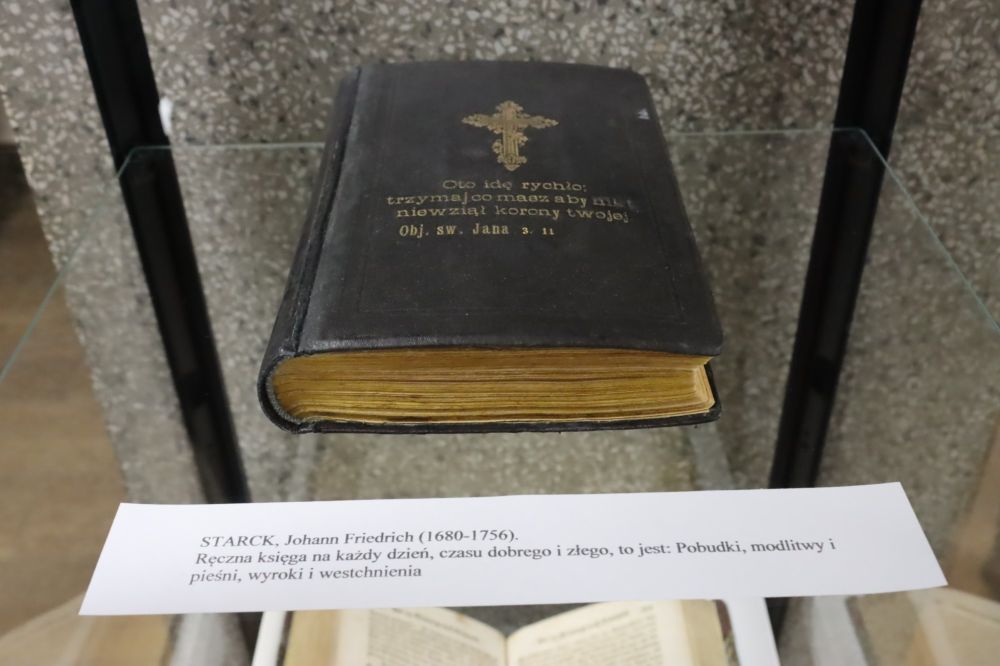 Oto idę rychło;
trzymaj co masz aby nikt
niewziął korony twojej
Obj. sw. Jana 3. 11
STARCK, Johann Friedrich (1680-1756).
Ręczna księga na każdy dzień, czasu dobrego i złego, to jest: Pobudki, modlitwy i
pieśni, wyroki i westchnienia